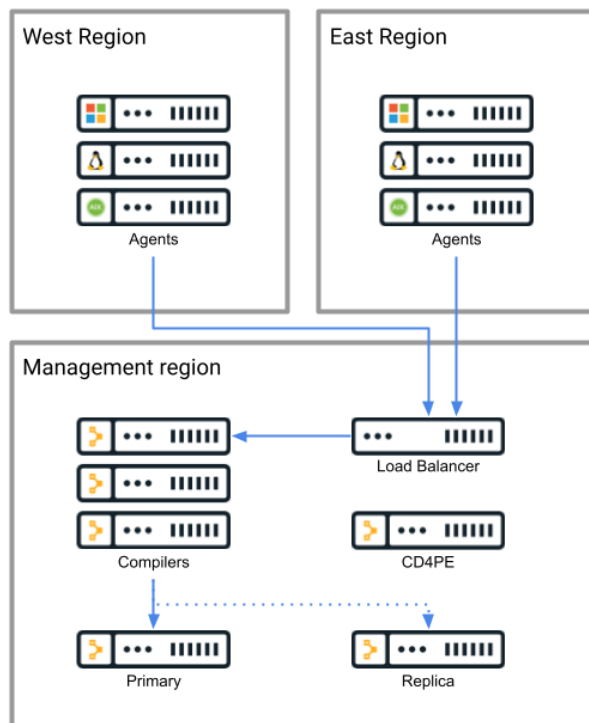 West Region
East Region
Agents
Agents
Management region
Load Balancer
Compilers
CD4PE
Primary
Replica